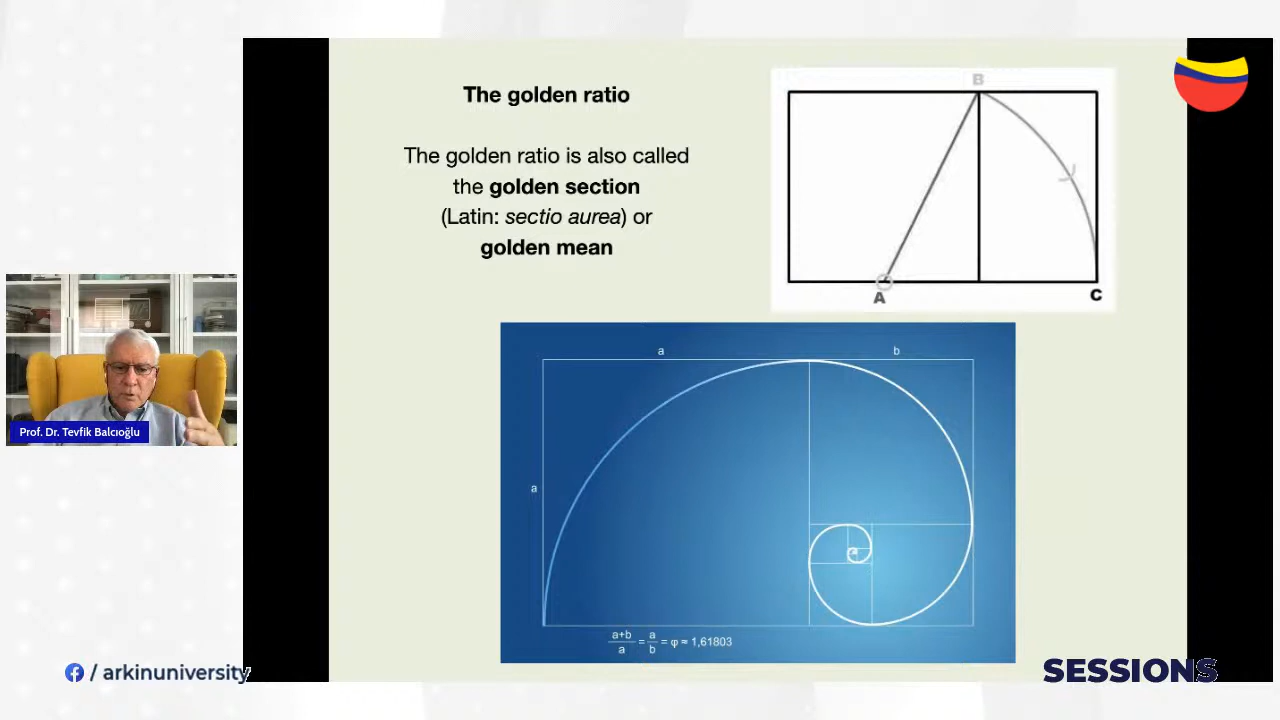 The golden ratio
The golden ratio is also called
the golden section
(Latin: sectio aurea) or
golden mean
B
A
C
a
b
a
a+b
a
=
a
b
= φ ≈ 1,61803
Prof. Dr. Tevfik Balcıoğlu
/ arkinuniversity
SESSIONS